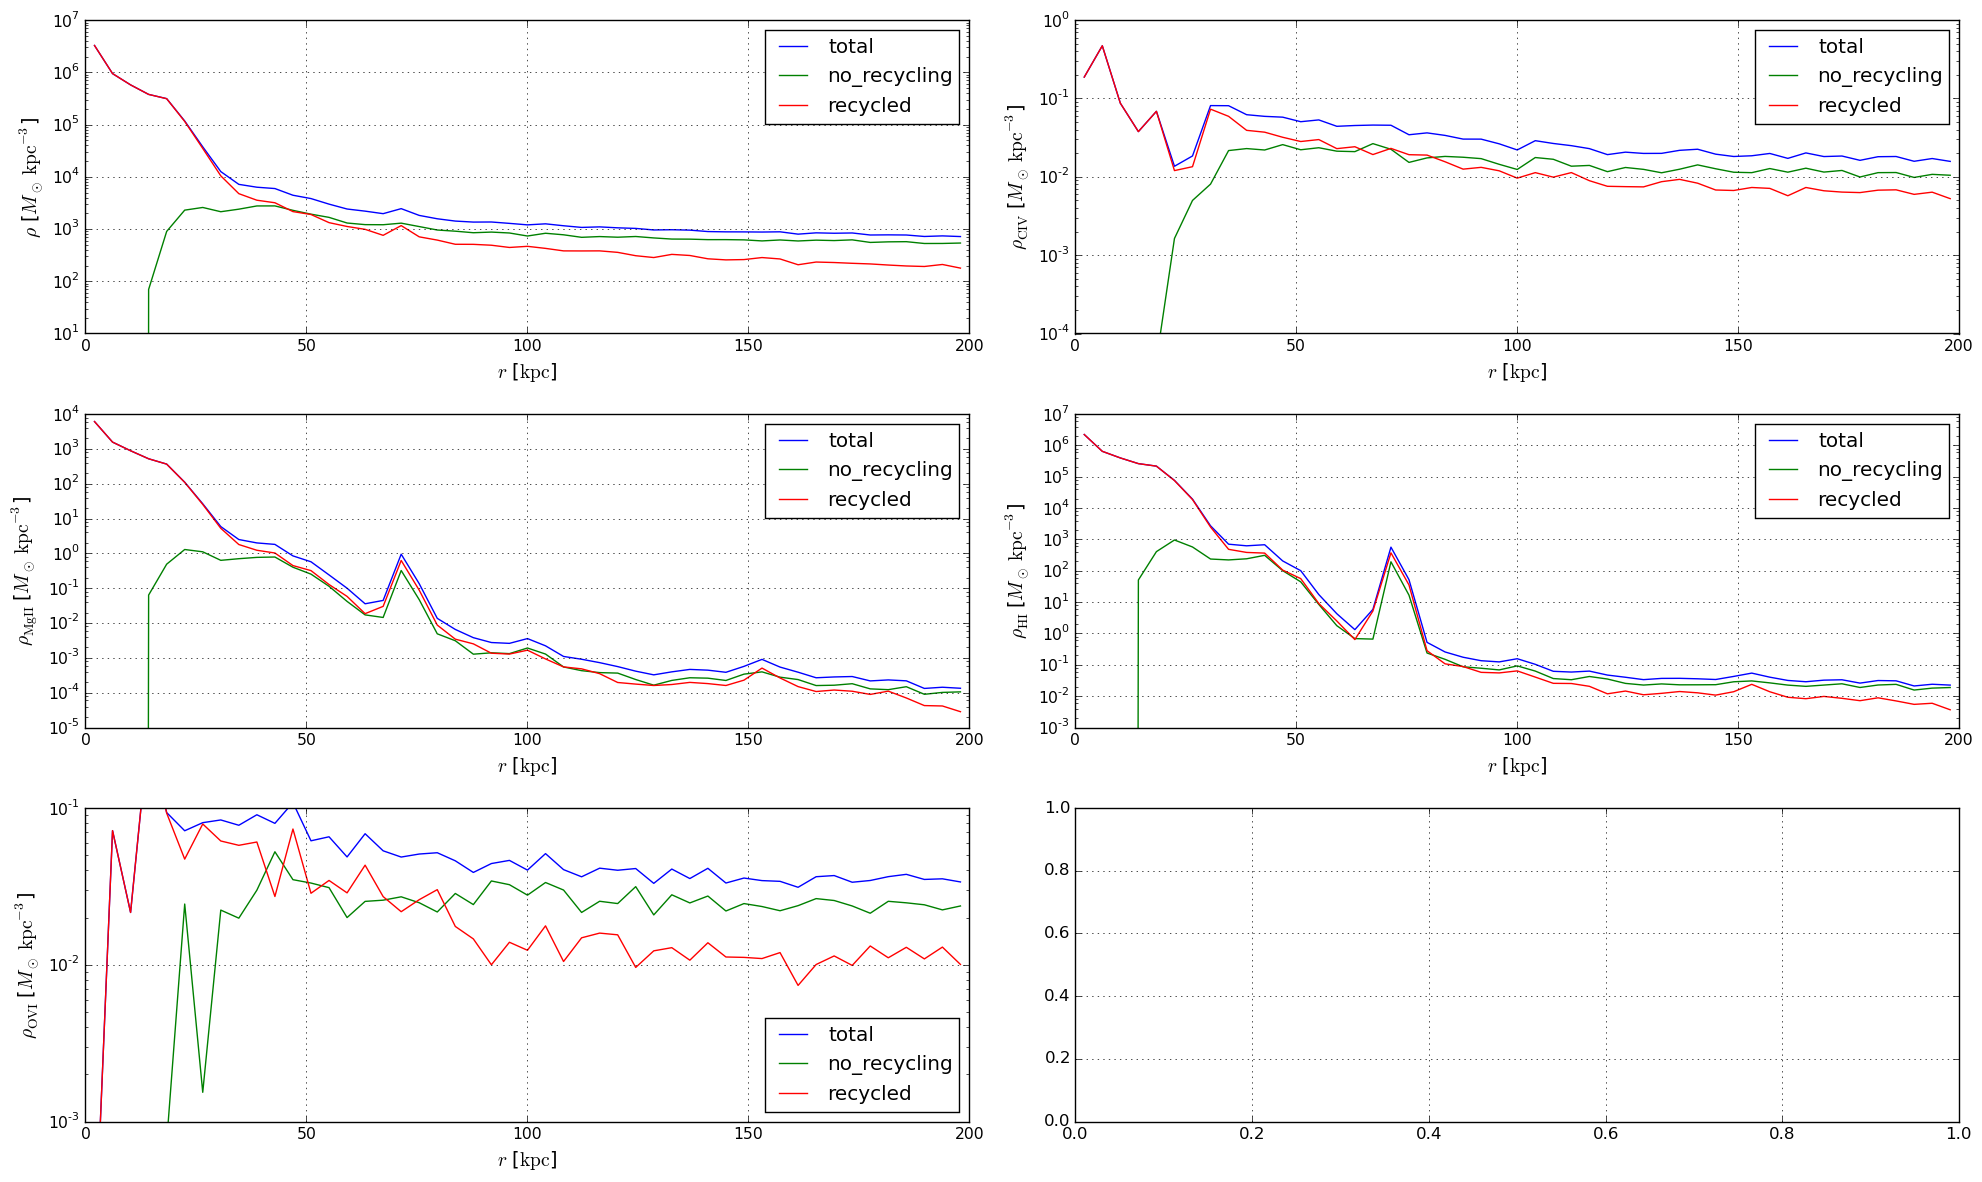 10^7
10^6
10^5
10^4
10^3
10^2
10^1
ρ [M⊙ kpc^-3]
0 50 100 150 200
r [kpc]
total
no_recycling
recycled
10^0
10^-1
10^-2
10^-3
10^-4
ρCIV [M⊙ kpc^-3]
0 50 100 150 200
r [kpc]
total
no_recycling
recycled
10^4
10^3
10^2
10^1
10^0
10^-1
10^-2
10^-3
10^-4
10^-5
ρMgII [M⊙ kpc^-3]
0 50 100 150 200
r [kpc]
total
no_recycling
recycled
10^7
10^6
10^5
10^4
10^3
10^2
10^1
10^0
10^-1
10^-2
10^-3
ρHI [M⊙ kpc^-3]
0 50 100 150 200
r [kpc]
total
no_recycling
recycled
10^-1
10^-2
10^-3
ρOVI [M⊙ kpc^-3]
0 50 100 150 200
r [kpc]
total
no_recycling
recycled
1.0
0.8
0.6
0.4
0.2
0.0
0.0 0.2 0.4 0.6 0.8 1.0